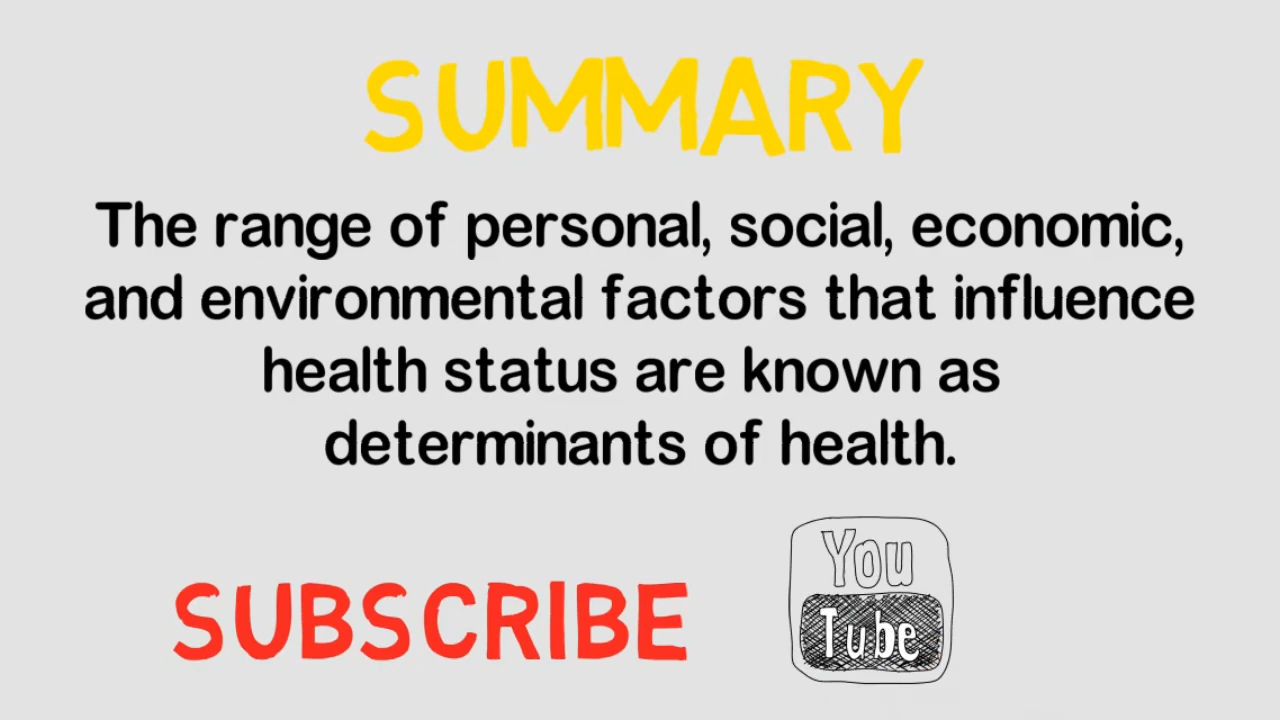 SUMMARY
The range of personal, social, economic,
and environmental factors that influence
health status are known as
determinants of health.
SUBSCRIBE
You
Tube